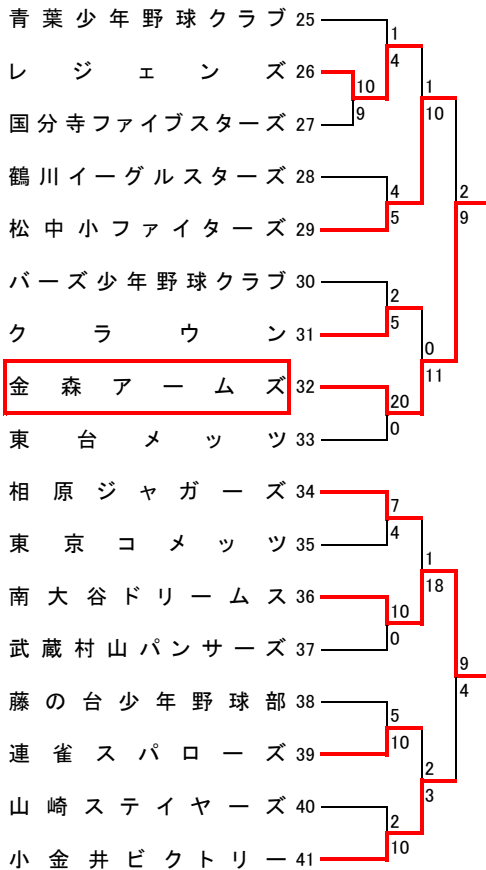 青葉少年野球クラブ 25
1
4
レジェンズ 26
10
9
1
10
国分寺ファイブスターズ 27
鶴川イーグルスターズ 28
4
5
2
9
松中小ファイターズ 29
バーズ少年野球クラブ 30
2
5
クラウン 31
0
11
金森アームズ 32
20
0
東台メッツ 33
相原ジャガーズ 34
7
4
東京コメッツ 35
1
18
南大谷ドリームス 36
10
0
武蔵村山パンサーズ 37
9
4
藤の台少年野球部 38
5
10
連雀スパローズ 39
2
3
山崎ステイヤーズ 40
2
10
小金井ビクトリー 41